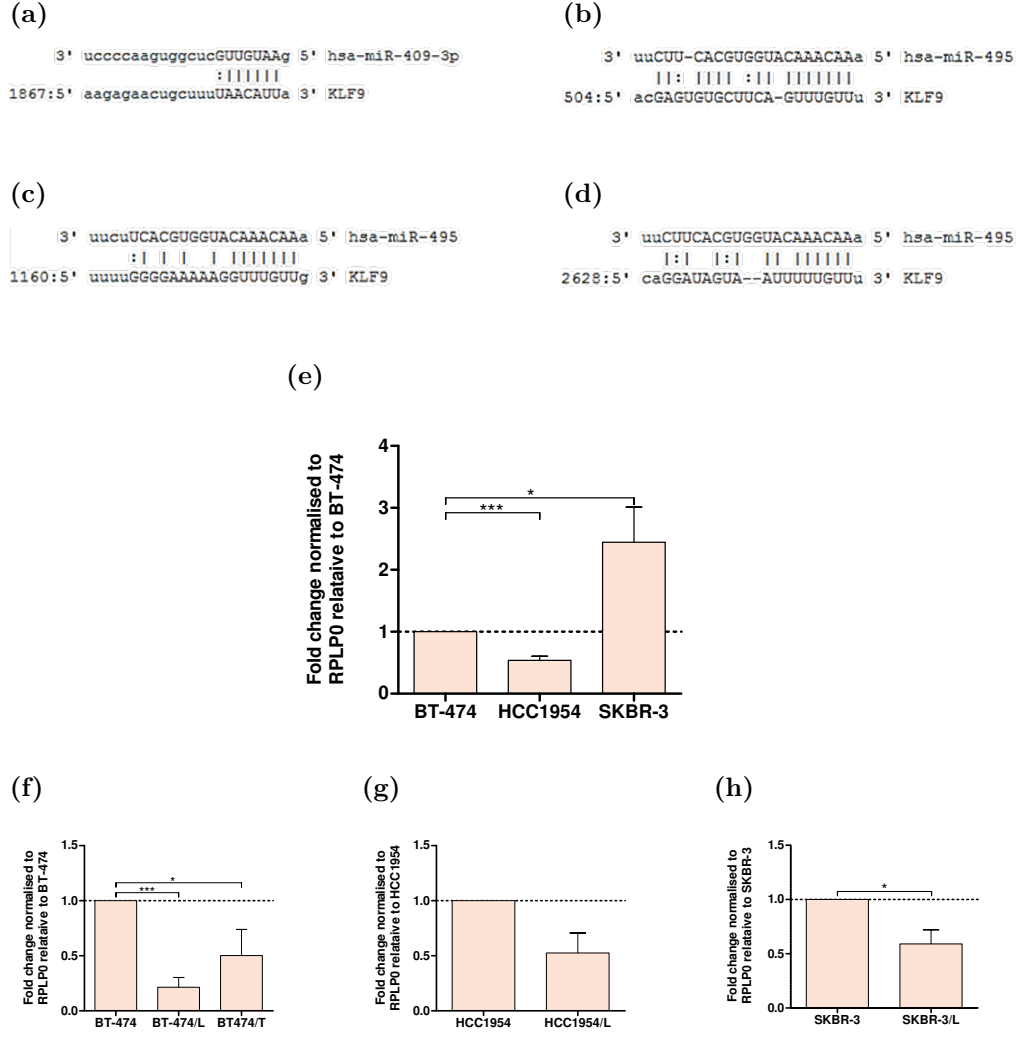 (a)
3' uccccaaguggcucGUUGUAAg 5' hsa-miR-409-3p
:||||||
1867:5' aagagaacugcuuuUAACAUUa 3' KLF9
(b)
3' uuCUU-CACGUGGUACAAACAAa 5' hsa-miR-495
||: |||| :|| |||||||
504:5' acGAGUGUGCUUCA-GUUUGUUu 3' KLF9
(c)
3' uucuUCACGUGGUACAAACAAa 5' hsa-miR-495
:| | | | |||||||
1160:5' uuuuGGGGAAAAAGGUUUGUUg 3' KLF9
(d)
3' uuCUUCACGUGGUACAAACAAa 5' hsa-miR-495
|:| |:| || ||||||
2628:5' caGGAUAGUA--AUUUUUGUUu 3' KLF9
(e)
Fold change normalised to
RPLP0 relataive to BT-474
4
3
2
1
0
*
***
BT-474 HCC1954 SKBR-3
(f)
Fold change normalised to
RPLP0 relataive to BT-474
1.5
1.0
0.5
0.0
*
***
BT-474 BT-474/L BT474/T
(g)
Fold change normalised to
RPLP0 relataive to HCC1954
1.5
1.0
0.5
0.0
HCC1954 HCC1954/L
(h)
Fold change normalised to
RPLP0 relataive to SKBR-3
1.5
1.0
0.5
0.0
*
SKBR-3 SKBR-3/L